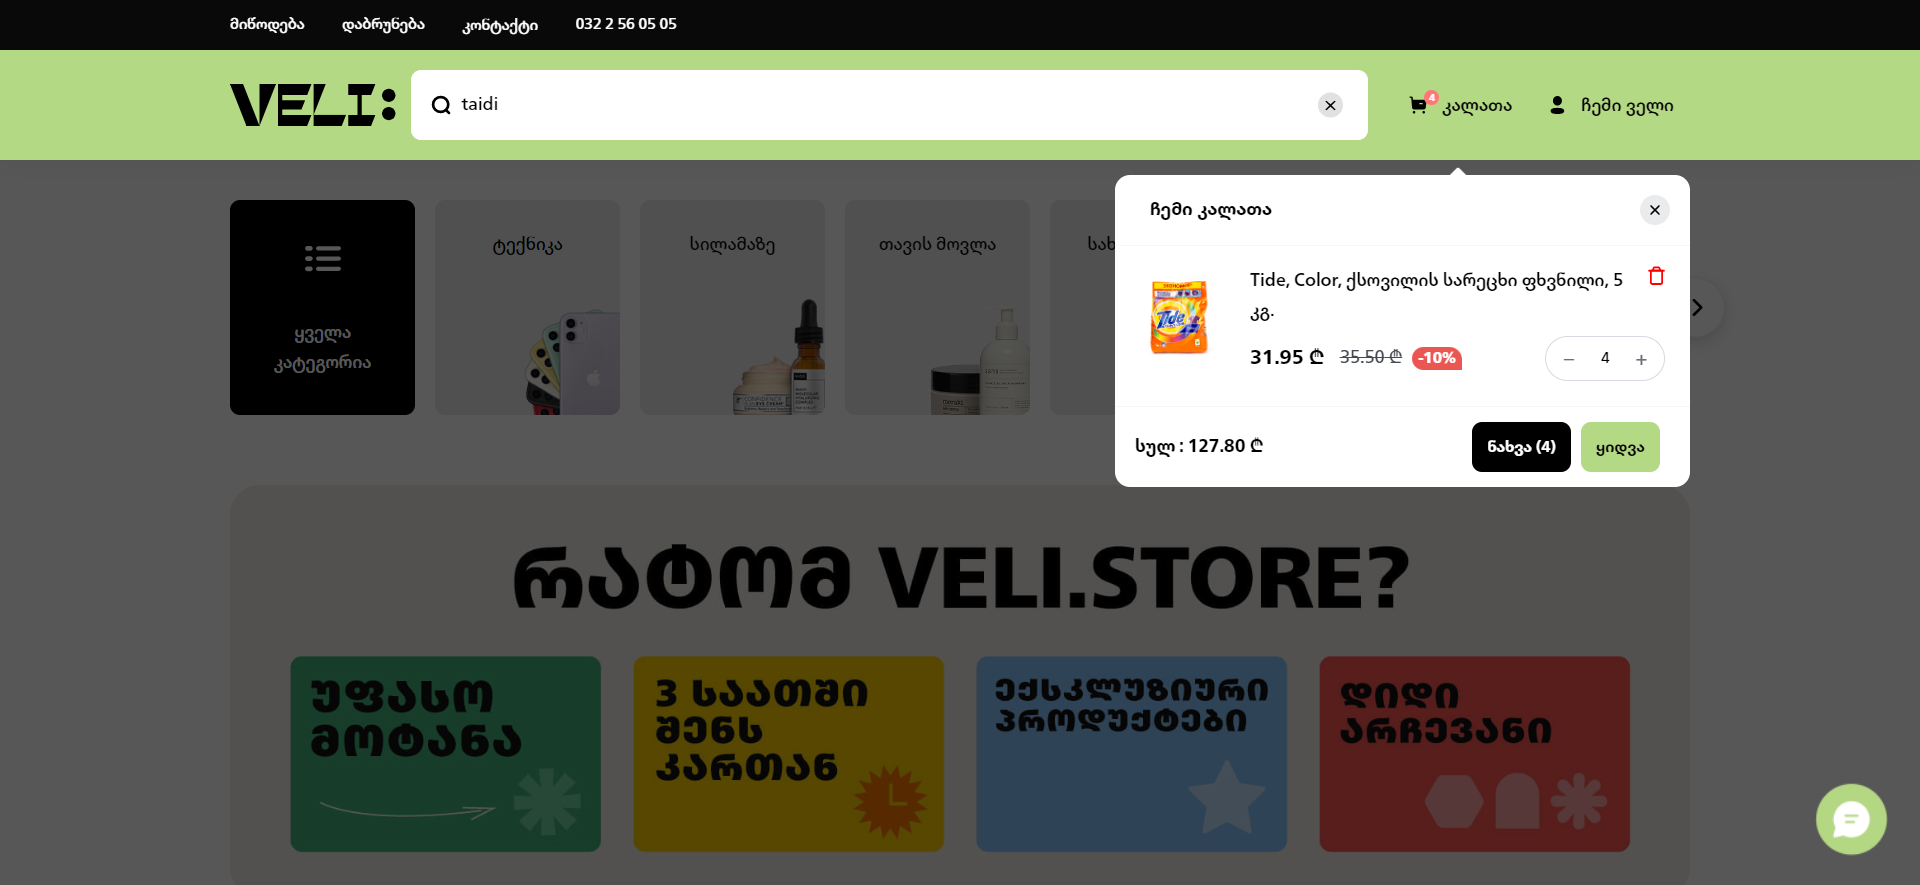 მიწოდება
დაბრუნება
კონტაქტი
032 2 56 05 05
VELI:
taidi
4
კალათა
ჩემი ველი
ყველა
კატეგორია
ტექნიკა
სილამაზე
თავის მოვლა
სახ
ჩემი კალათა
Tide, Color, ქსოვილის სარეცხი ფხვნილი, 5
კგ.
Tide
31.95 ₾
35.50 ₾
-10%
− 4 +
სულ : 127.80 ₾
ნახვა (4)
ყიდვა
რატომ VELI.STORE?
უფასო
მოტანა
3 საათში
შენს
კართან
ექსკლუზიური
პროდუქტები
დიდი
არჩევანი